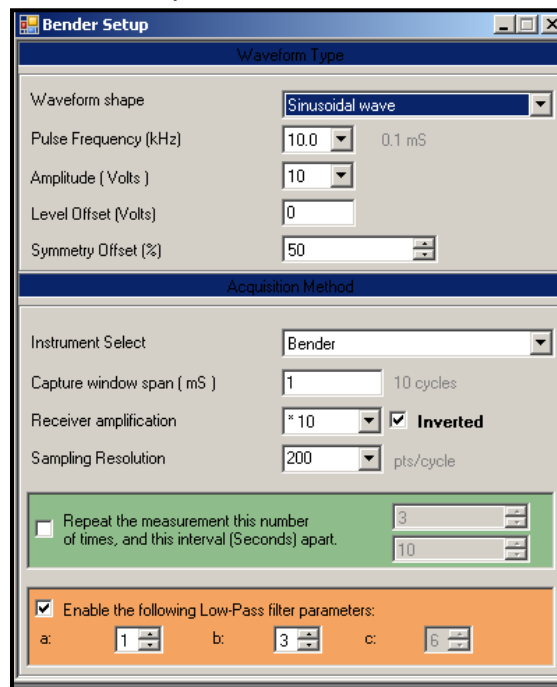 Bender Setup
Waveform Type
Waveform shape Sinusoidal wave
Pulse Frequency (kHz) 10.0 0.1 mS
Amplitude ( Volts ) 10
Level Offset (Volts) 0
Symmetry Offset (%) 50
Acquisition Method
Instrument Select Bender
Capture window span ( mS ) 1 10 cycles
Receiver amplification * 10 Inverted
Sampling Resolution 200 pts/cycle
Repeat the measurement this number 3
of times, and this interval (Seconds) apart. 10
Enable the following Low-Pass filter parameters:
a: 1 b: 3 c: 6